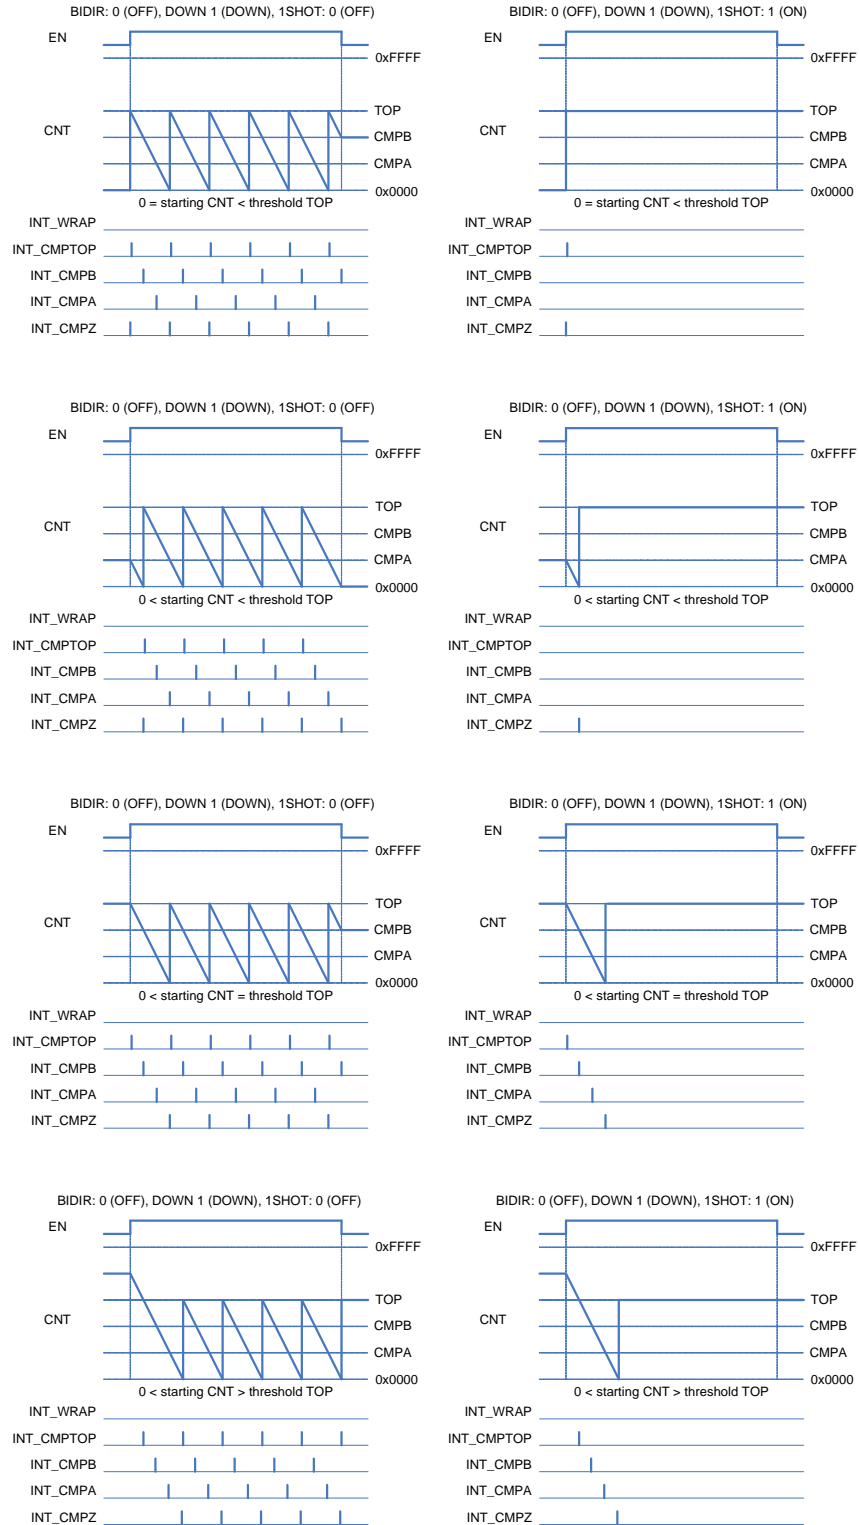 BIDIR: 0 (OFF), DOWN 1 (DOWN), 1SHOT: 0 (OFF)
EN
0xFFFF
TOP
CNT
CMPB
CMPA
0x0000
0 = starting CNT < threshold TOP
INT_WRAP
INT_CMPTOP
INT_CMPB
INT_CMPA
INT_CMPZ
BIDIR: 0 (OFF), DOWN 1 (DOWN), 1SHOT: 1 (ON)
EN
0xFFFF
TOP
CNT
CMPB
CMPA
0x0000
0 = starting CNT < threshold TOP
INT_WRAP
INT_CMPTOP
INT_CMPB
INT_CMPA
INT_CMPZ
BIDIR: 0 (OFF), DOWN 1 (DOWN), 1SHOT: 0 (OFF)
EN
0xFFFF
TOP
CNT
CMPB
CMPA
0x0000
0 < starting CNT < threshold TOP
INT_WRAP
INT_CMPTOP
INT_CMPB
INT_CMPA
INT_CMPZ
BIDIR: 0 (OFF), DOWN 1 (DOWN), 1SHOT: 1 (ON)
EN
0xFFFF
TOP
CNT
CMPB
CMPA
0x0000
0 < starting CNT < threshold TOP
INT_WRAP
INT_CMPTOP
INT_CMPB
INT_CMPA
INT_CMPZ
BIDIR: 0 (OFF), DOWN 1 (DOWN), 1SHOT: 0 (OFF)
EN
0xFFFF
TOP
CNT
CMPB
CMPA
0x0000
0 < starting CNT = threshold TOP
INT_WRAP
INT_CMPTOP
INT_CMPB
INT_CMPA
INT_CMPZ
BIDIR: 0 (OFF), DOWN 1 (DOWN), 1SHOT: 1 (ON)
EN
0xFFFF
TOP
CNT
CMPB
CMPA
0x0000
0 < starting CNT = threshold TOP
INT_WRAP
INT_CMPTOP
INT_CMPB
INT_CMPA
INT_CMPZ
BIDIR: 0 (OFF), DOWN 1 (DOWN), 1SHOT: 0 (OFF)
EN
0xFFFF
TOP
CNT
CMPB
CMPA
0x0000
0 < starting CNT > threshold TOP
INT_WRAP
INT_CMPTOP
INT_CMPB
INT_CMPA
INT_CMPZ
BIDIR: 0 (OFF), DOWN 1 (DOWN), 1SHOT: 1 (ON)
EN
0xFFFF
TOP
CNT
CMPB
CMPA
0x0000
0 < starting CNT > threshold TOP
INT_WRAP
INT_CMPTOP
INT_CMPB
INT_CMPA
INT_CMPZ